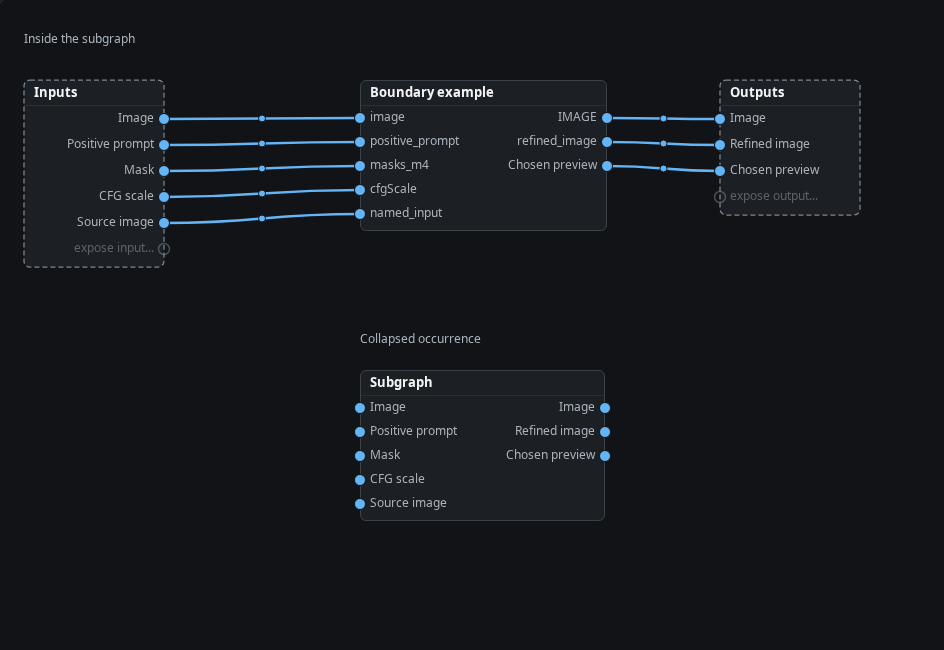 Inside the subgraph
Inputs
Image
Positive prompt
Mask
CFG scale
Source image
expose input...
Boundary example
image
positive_prompt
masks_m4
cfgScale
named_input
IMAGE
refined_image
Chosen preview
Outputs
Image
Refined image
Chosen preview
expose output...
Collapsed occurrence
Subgraph
Image
Positive prompt
Mask
CFG scale
Source image
Image
Refined image
Chosen preview